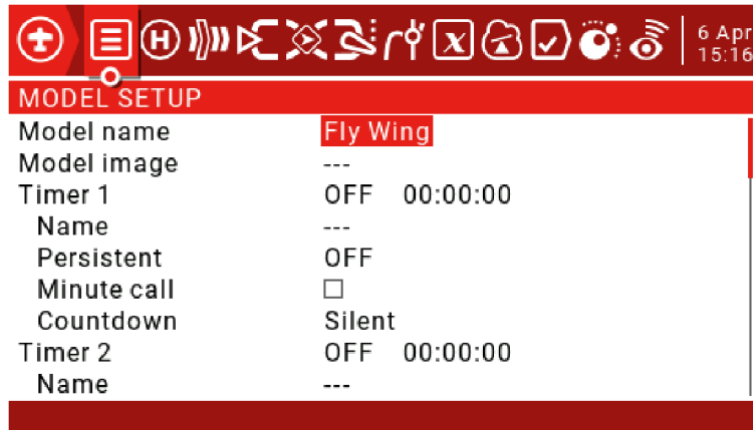 6 Apr
15:16
MODEL SETUP
Model name Fly Wing
Model image ---
Timer 1 OFF 00:00:00
Name ---
Persistent OFF
Minute call
Countdown Silent
Timer 2 OFF 00:00:00
Name ---